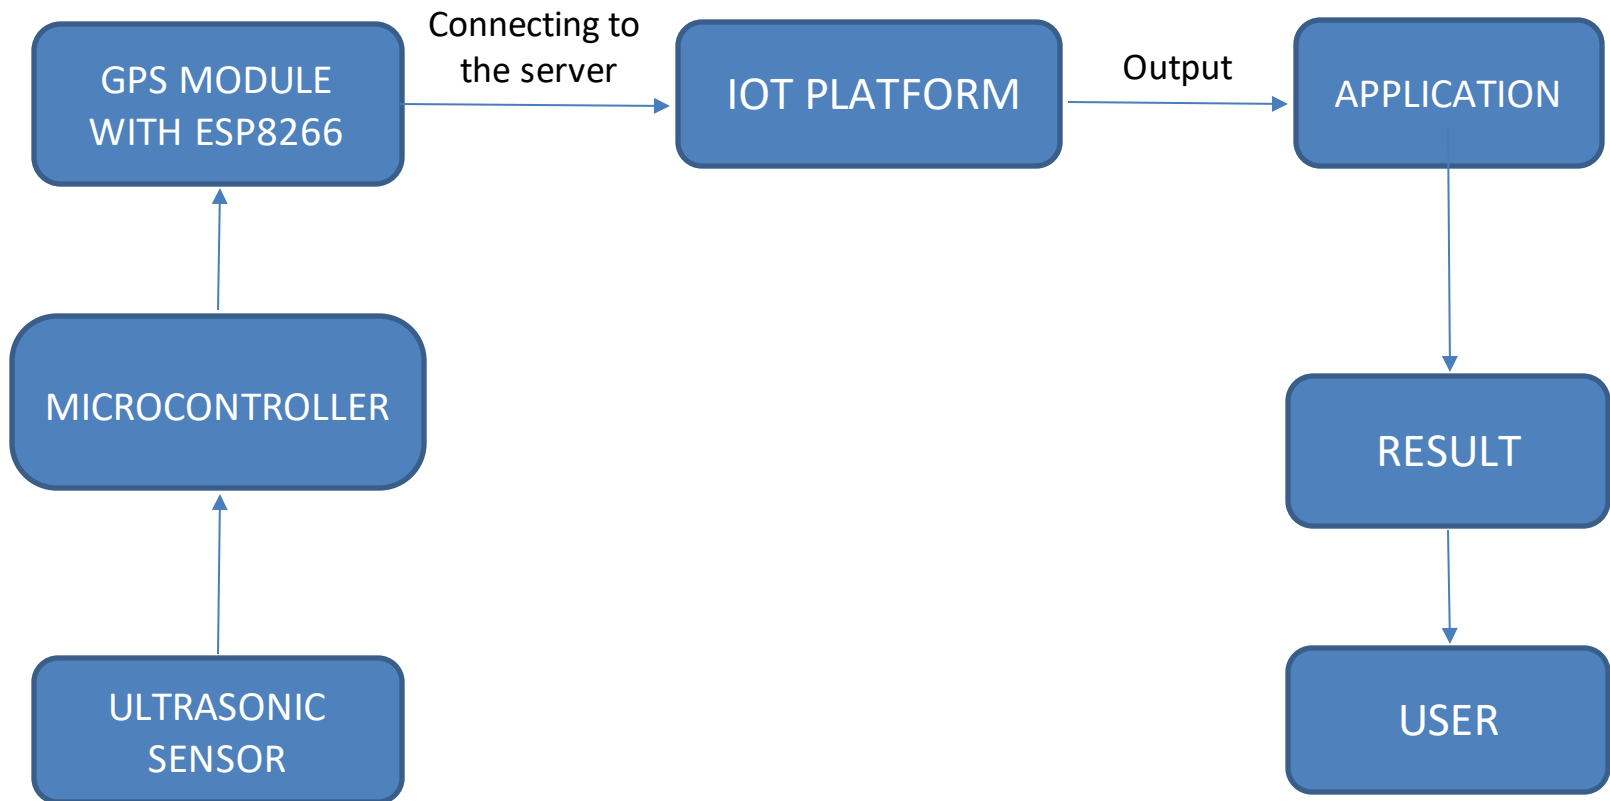 Connecting to
the server
GPS MODULE
WITH ESP8266
IOT PLATFORM
Output
APPLICATION
MICROCONTROLLER
RESULT
ULTRASONIC
SENSOR
USER